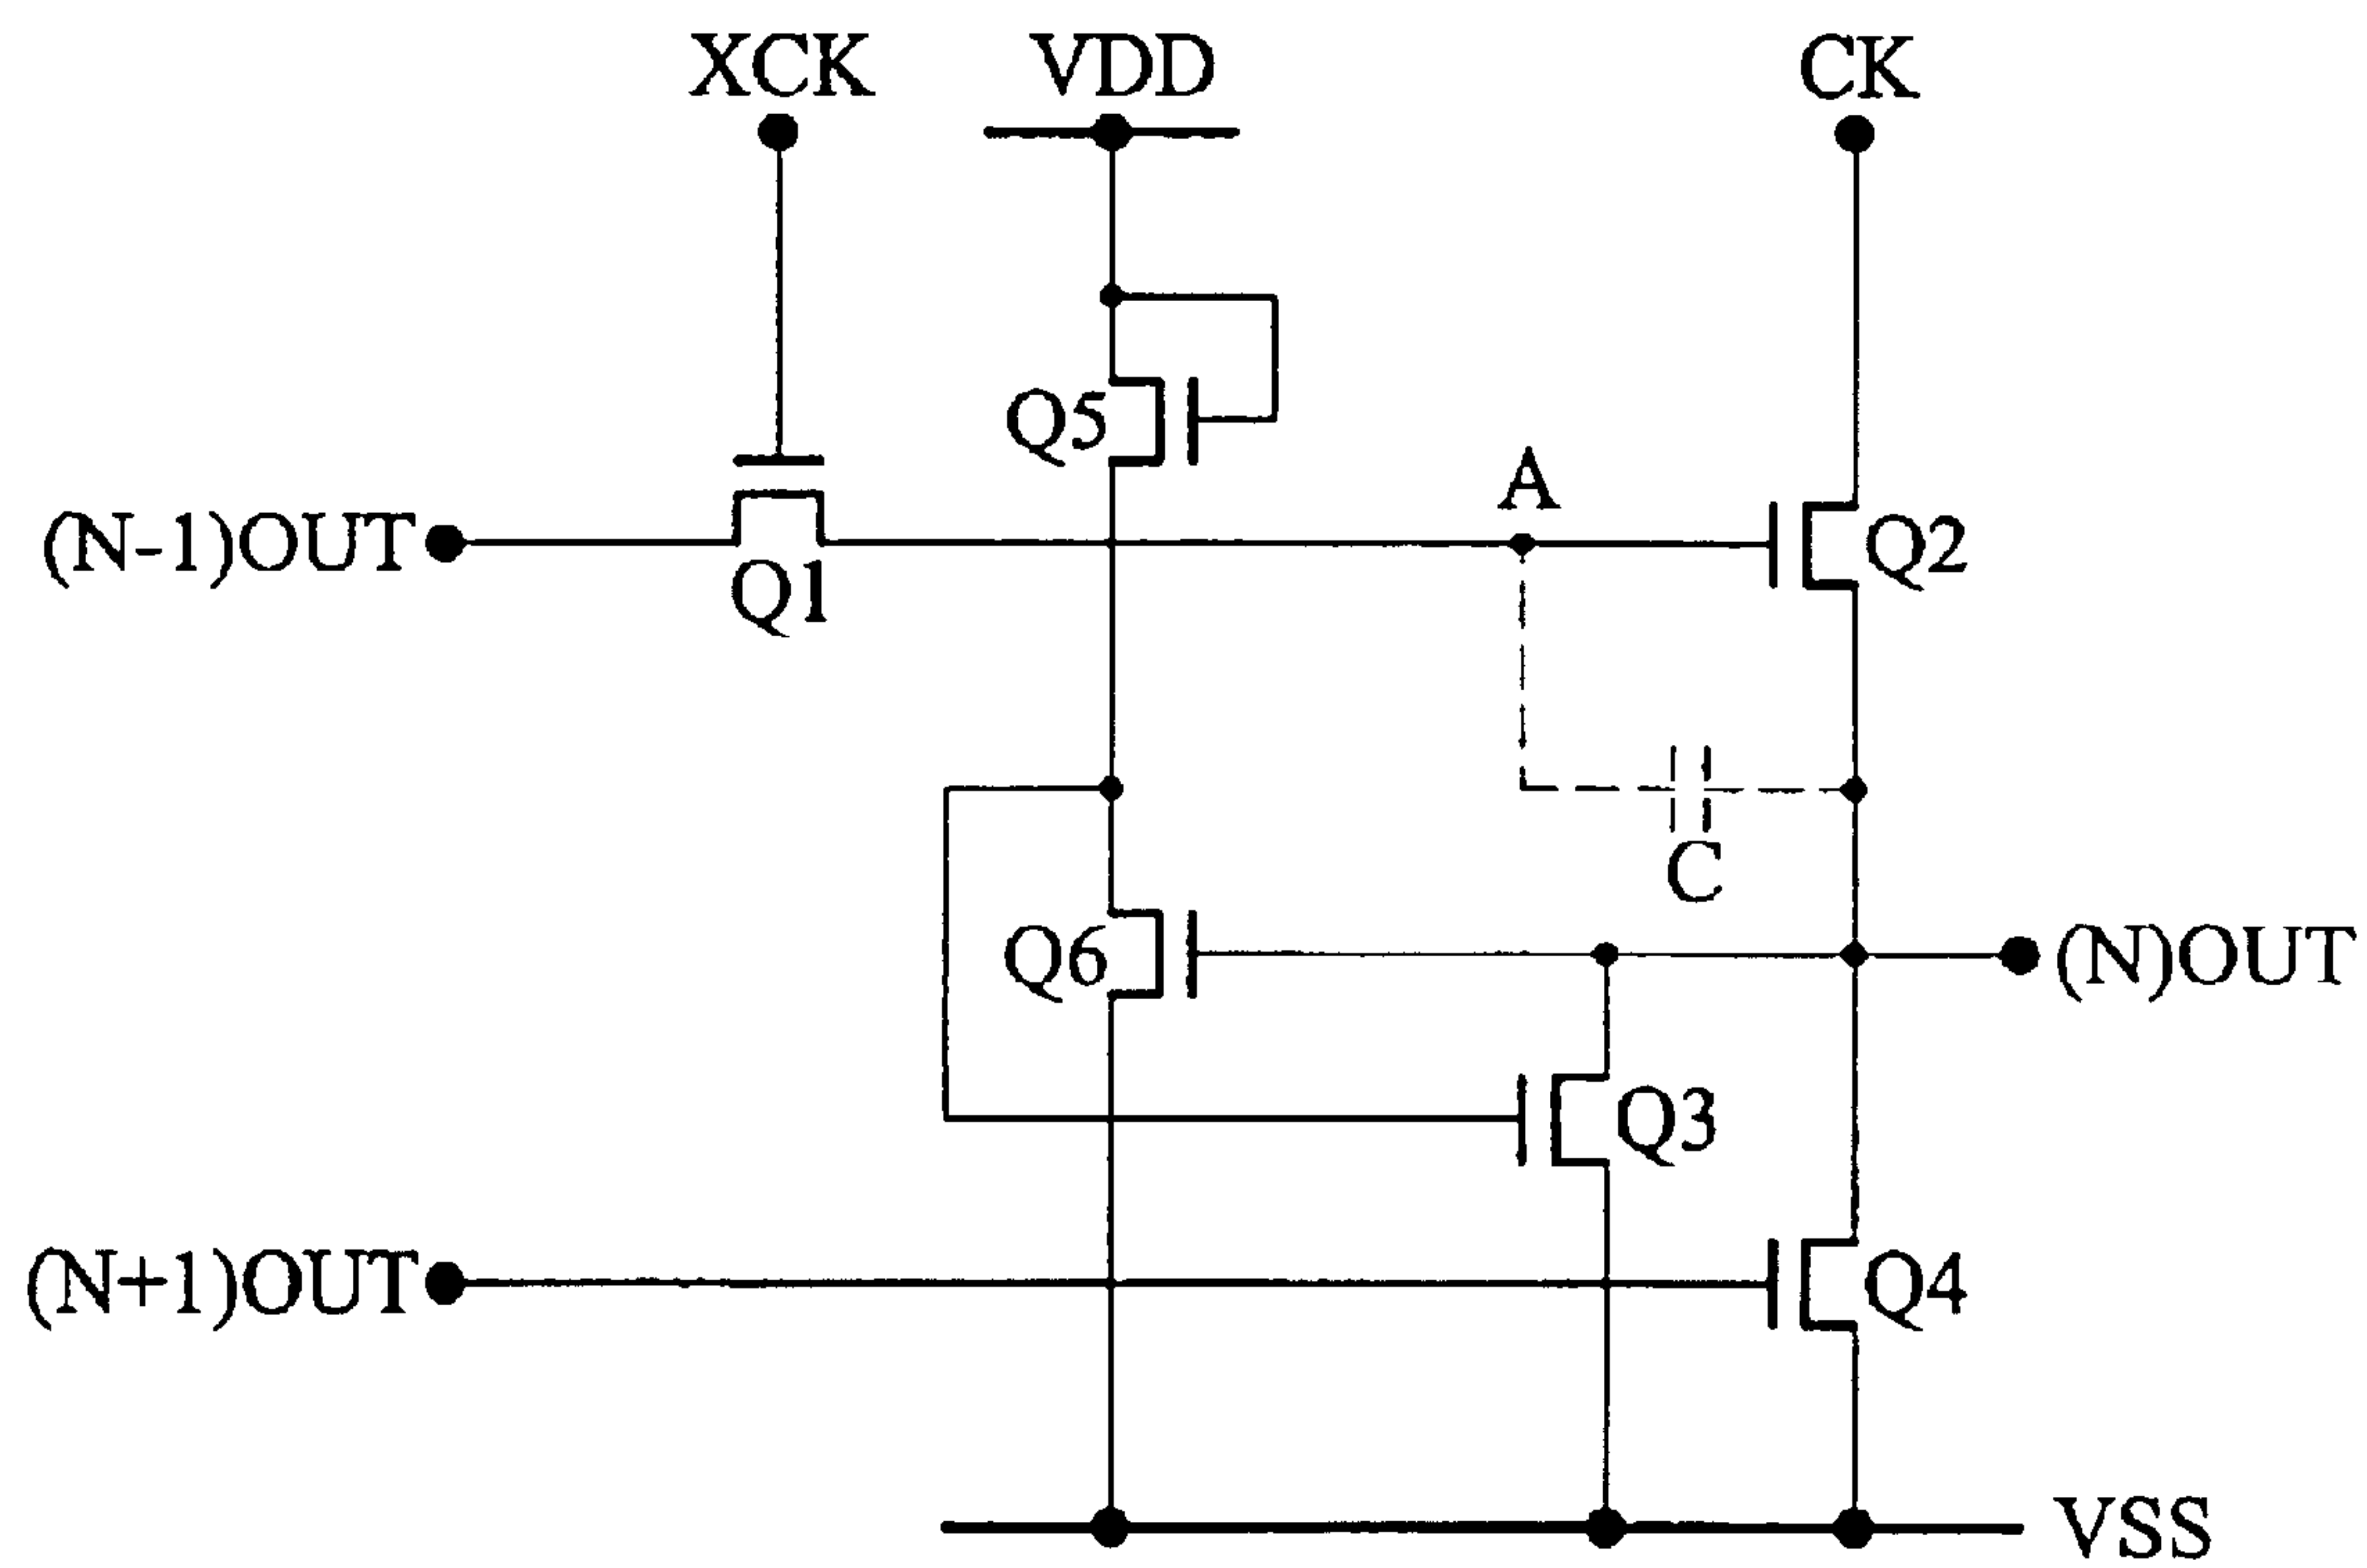 XCK
VDD
CK
Q5
A
(N-1)OUT
Q2
Q1
C
Q6
(N)OUT
Q3
(N+1)OUT
Q4
VSS